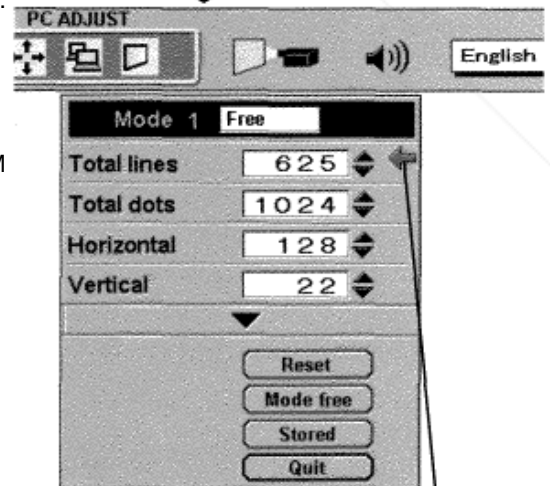 PC ADJUST
English
Mode 1 Free
Total lines 625
Total dots 1024
Horizontal 128
Vertical 22
Reset
Mode free
Stored
Quit
M